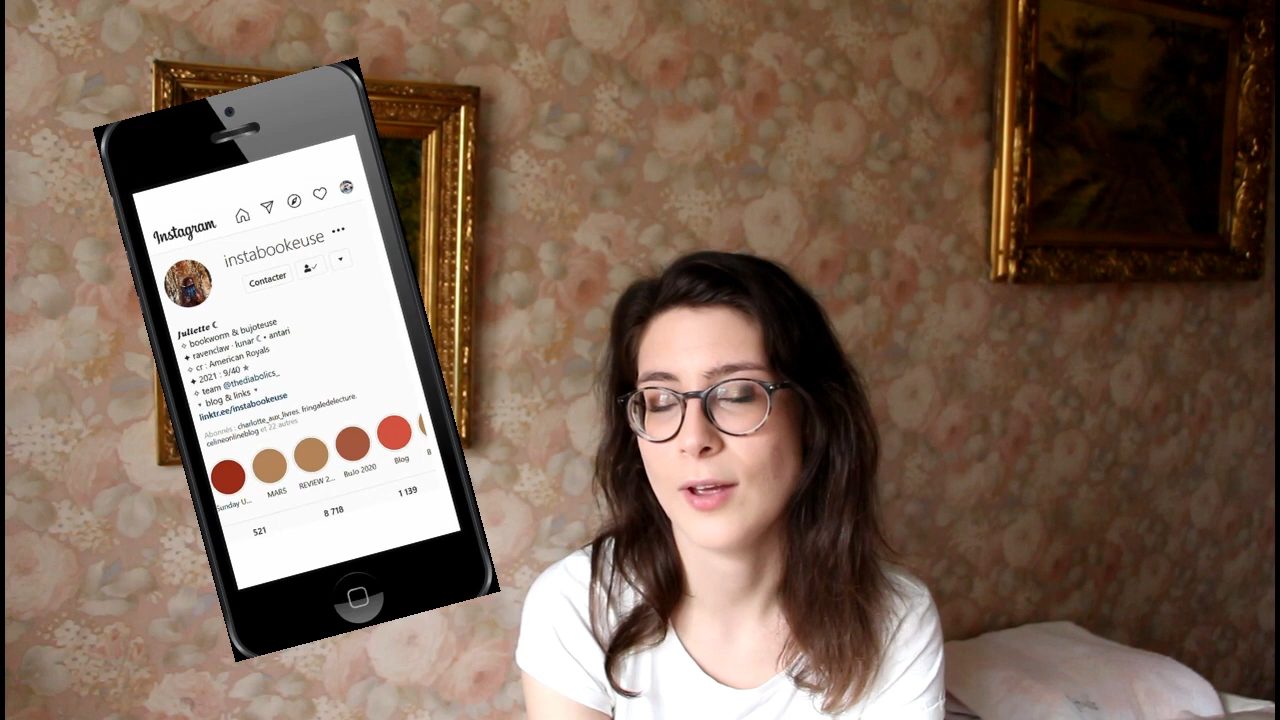 Instagram
instabookeuse •••
Contacter
Juliette ☾
✧ bookworm & bujoteuse
✦ ravenclaw · lunar ☾ • antari
✧ cr : American Royals
✦ 2021 : 9/40 ★
✧ team @thediabolics_
▾ blog & links ▾
linktr.ee/instabookeuse
Abonnés : charlotte_aux_livres, fringaledelecture,
celineonlineblog et 22 autres
Sunday U... MARS REVIEW 2... BuJo 2020 Blog B
521 8 718 1 139